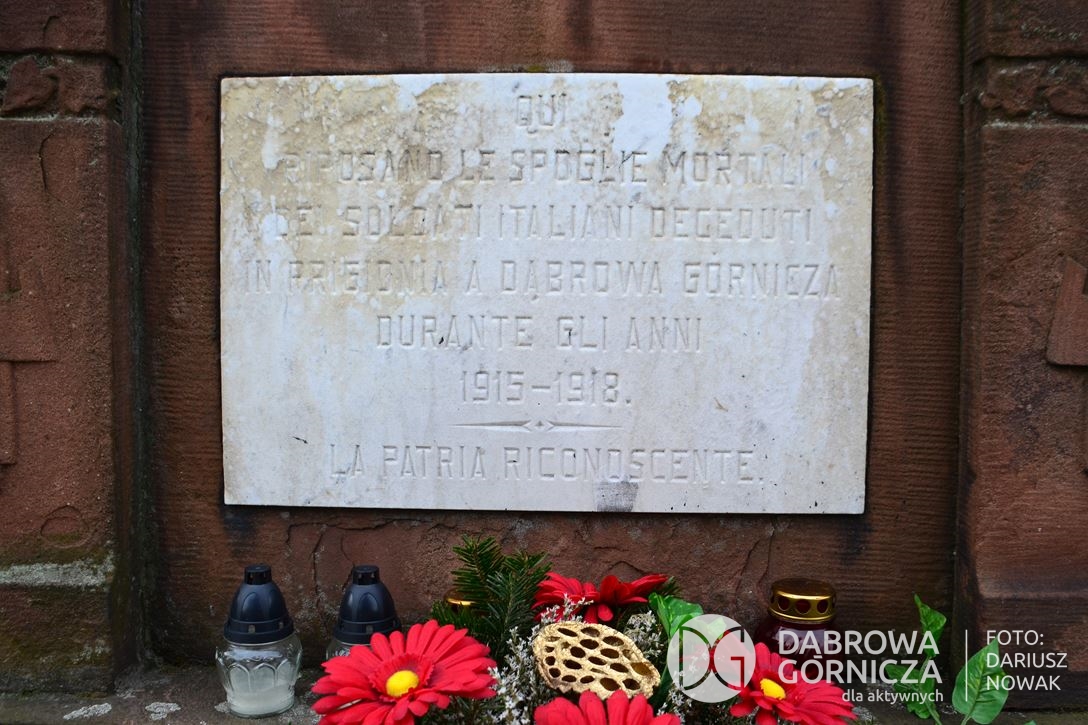 QUI
RIPOSANO LE SPOGLIE MORTALI
DEI SOLDATI ITALIANI DECEDUTI
IN PRIGIONIA A DĄBROWA GÓRNICZA
DURANTE GLI ANNI
1915-1918.
LA PATRIA RICONOSCENTE.
DG
DĄBROWA
GÓRNICZA
dla aktywnych
FOTO:
DARIUSZ
NOWAK